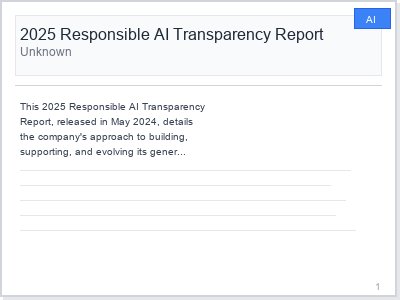 AI
2025 Responsible AI Transparency Report
Unknown
This 2025 Responsible AI Transparency
Report, released in May 2024, details
the company's approach to building,
supporting, and evolving its gener...
1